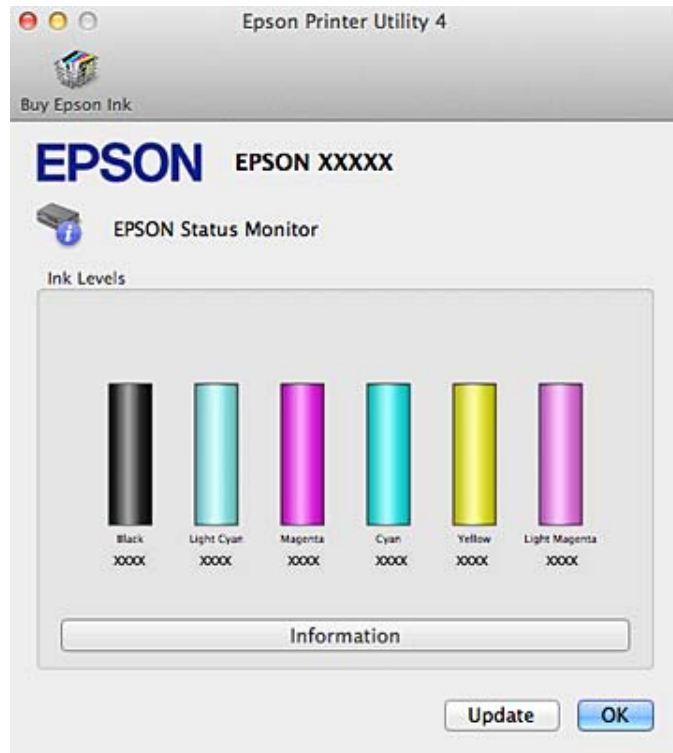 Epson Printer Utility 4
Buy Epson Ink
EPSON EPSON XXXXX
EPSON Status Monitor
Ink Levels
Black Light Cyan Magenta Cyan Yellow Light Magenta
XXXX XXXX XXXX XXXX XXXX XXXX
Information
Update OK